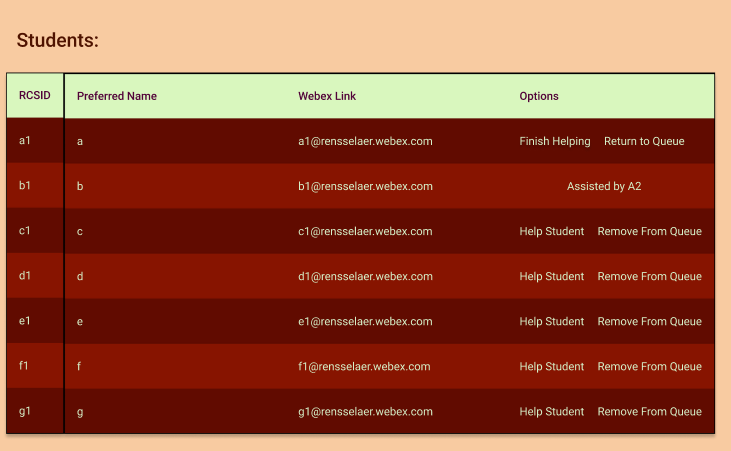 Students:
RCSID Preferred Name Webex Link Options
a1 a a1@rensselaer.webex.com Finish Helping Return to Queue
b1 b b1@rensselaer.webex.com Assisted by A2
c1 c c1@rensselaer.webex.com Help Student Remove From Queue
d1 d d1@rensselaer.webex.com Help Student Remove From Queue
e1 e e1@rensselaer.webex.com Help Student Remove From Queue
f1 f f1@rensselaer.webex.com Help Student Remove From Queue
g1 g g1@rensselaer.webex.com Help Student Remove From Queue